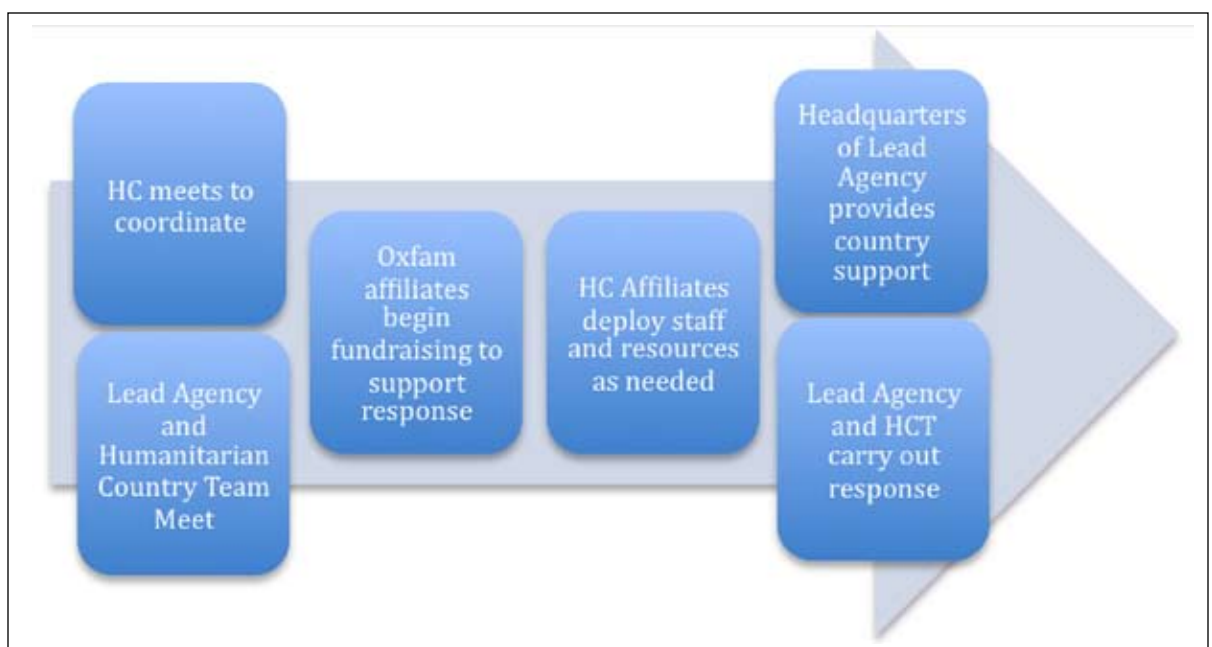 HC meets to
coordinate
Lead Agency
and
Humanitarian
Country Team
Meet
Oxfam
affiliates
begin
fundraising to
support
response
HC Affiliates
deploy staff
and resources
as needed
Headquarters
of Lead
Agency
provides
country
support
Lead Agency
and HCT
carry out
response